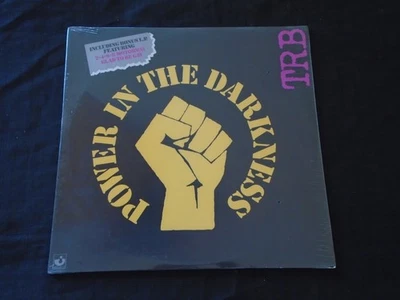 INCLUDING BONUS L.P.
FEATURING
TRB
POWER IN THE DARKNESS